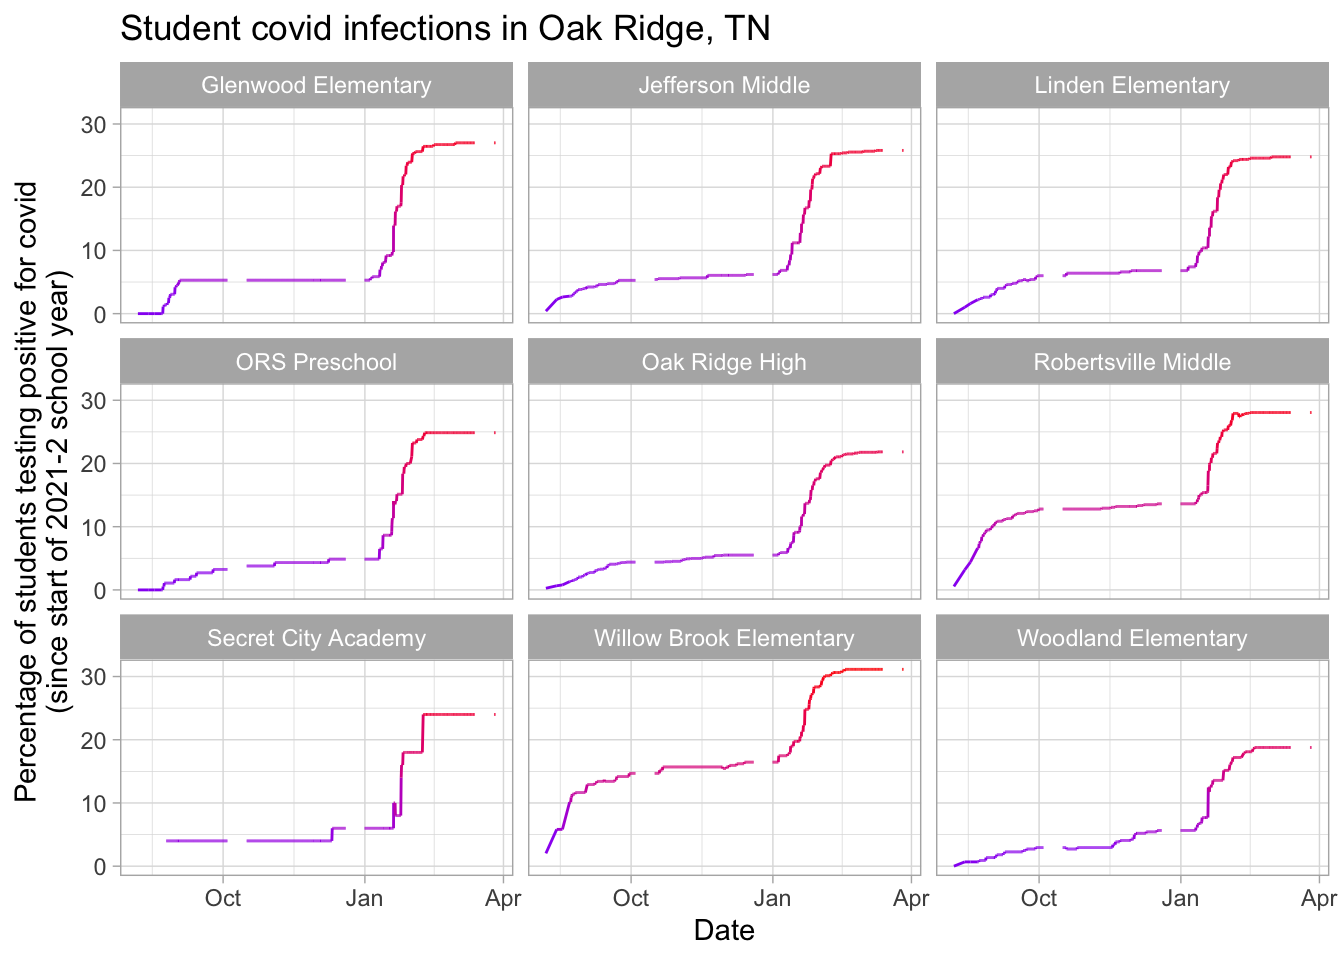 Student covid infections in Oak Ridge, TN
Percentage of students testing positive for covid
(since start of 2021-2 school year)
Glenwood Elementary
Jefferson Middle
Linden Elementary
30
20
10
0
ORS Preschool
Oak Ridge High
Robertsville Middle
30
20
10
0
Secret City Academy
Willow Brook Elementary
Woodland Elementary
30
20
10
0
Oct Jan Apr Oct Jan Apr Oct Jan Apr
Date